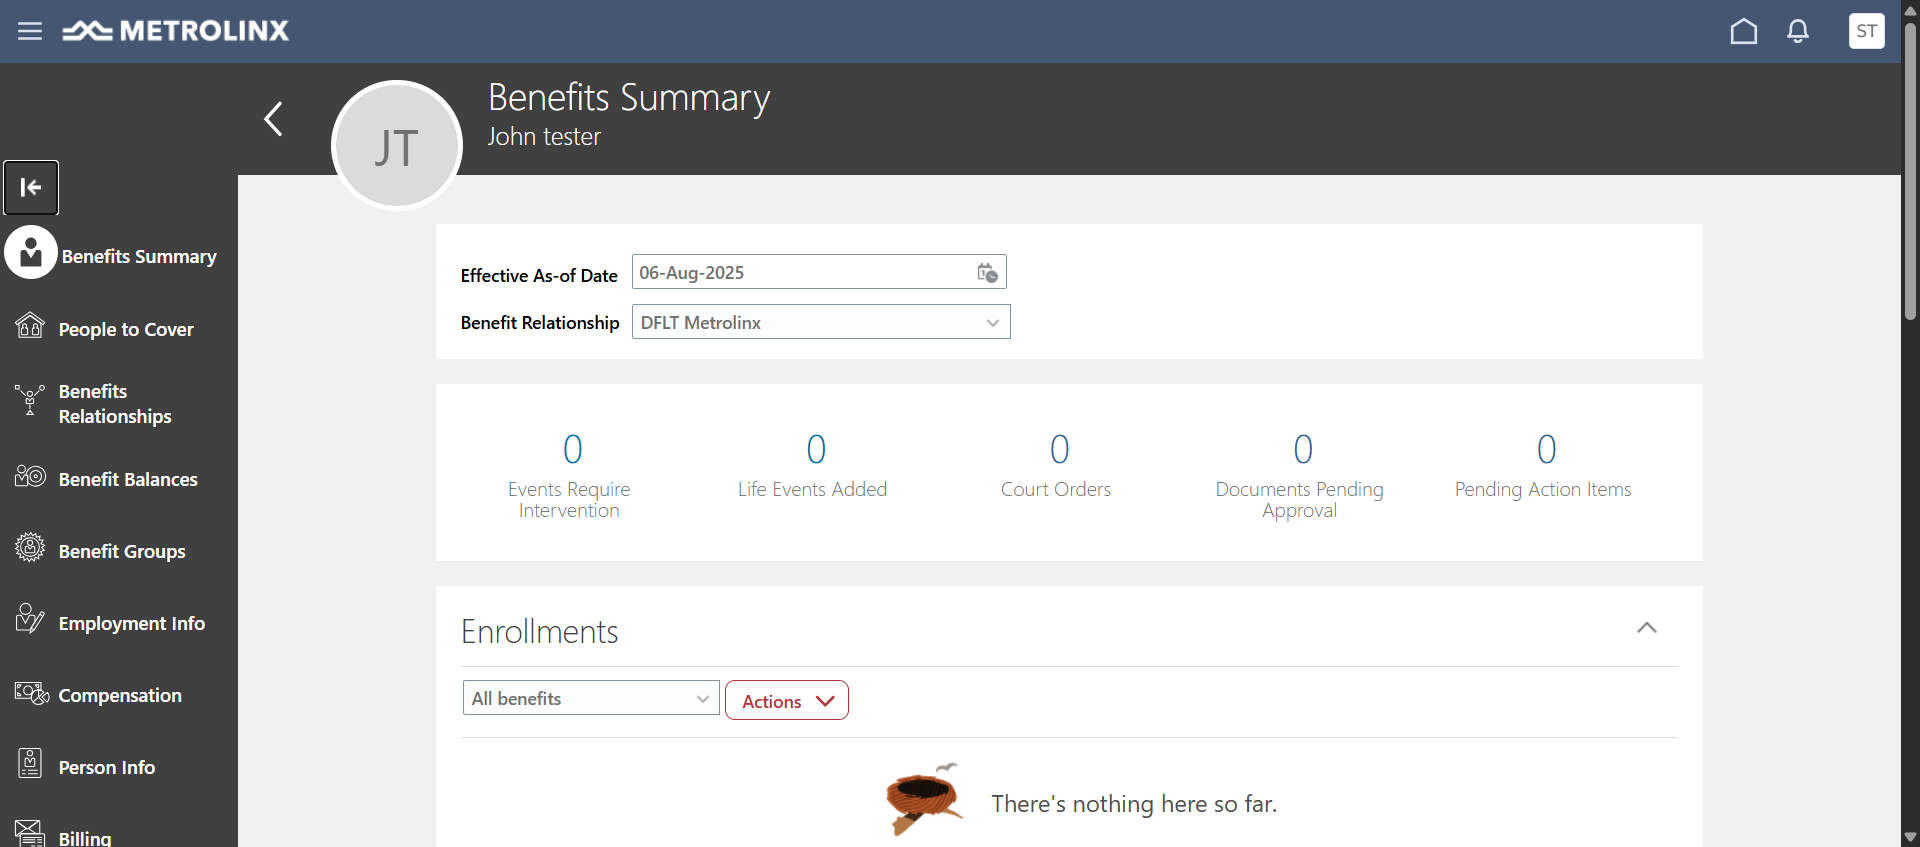 METROLINX
ST
JT
Benefits Summary
John tester
Benefits Summary
People to Cover
Benefits
Relationships
Benefit Balances
Benefit Groups
Employment Info
Compensation
Person Info
Billing
Effective As-of Date
06-Aug-2025
Benefit Relationship
DFLT Metrolinx
0
Events Require
Intervention
0
Life Events Added
0
Court Orders
0
Documents Pending
Approval
0
Pending Action Items
Enrollments
All benefits
Actions
There's nothing here so far.